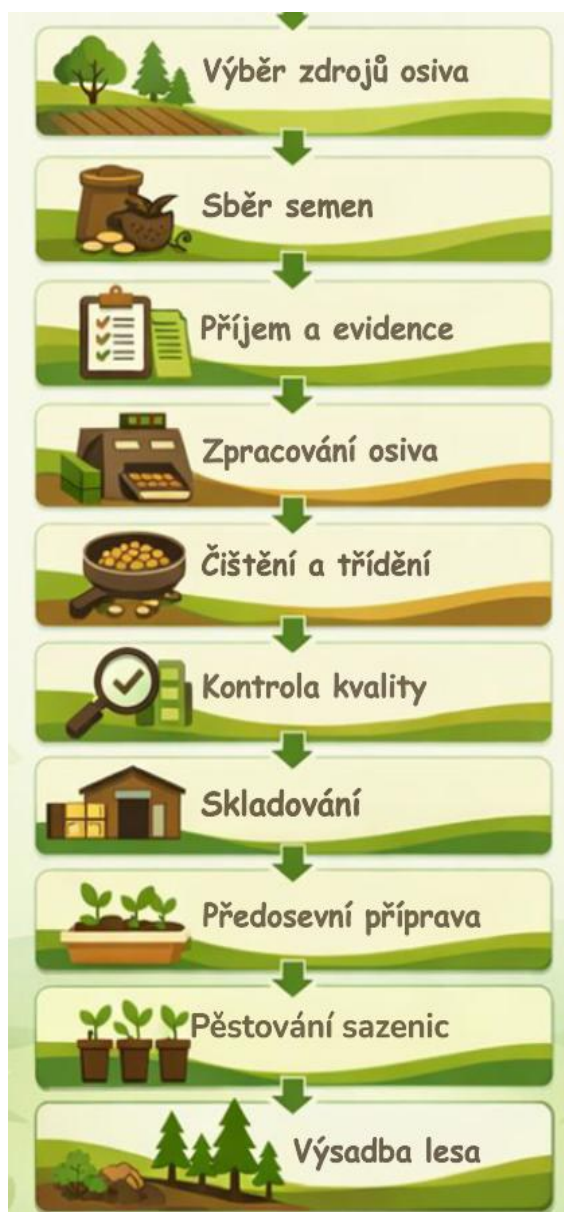 Výběr zdrojů osiva
Sběr semen
Příjem a evidence
Zpracování osiva
Čištění a třídění
Kontrola kvality
Skladování
Předosevní příprava
Pěstování sazenic
Výsadba lesa